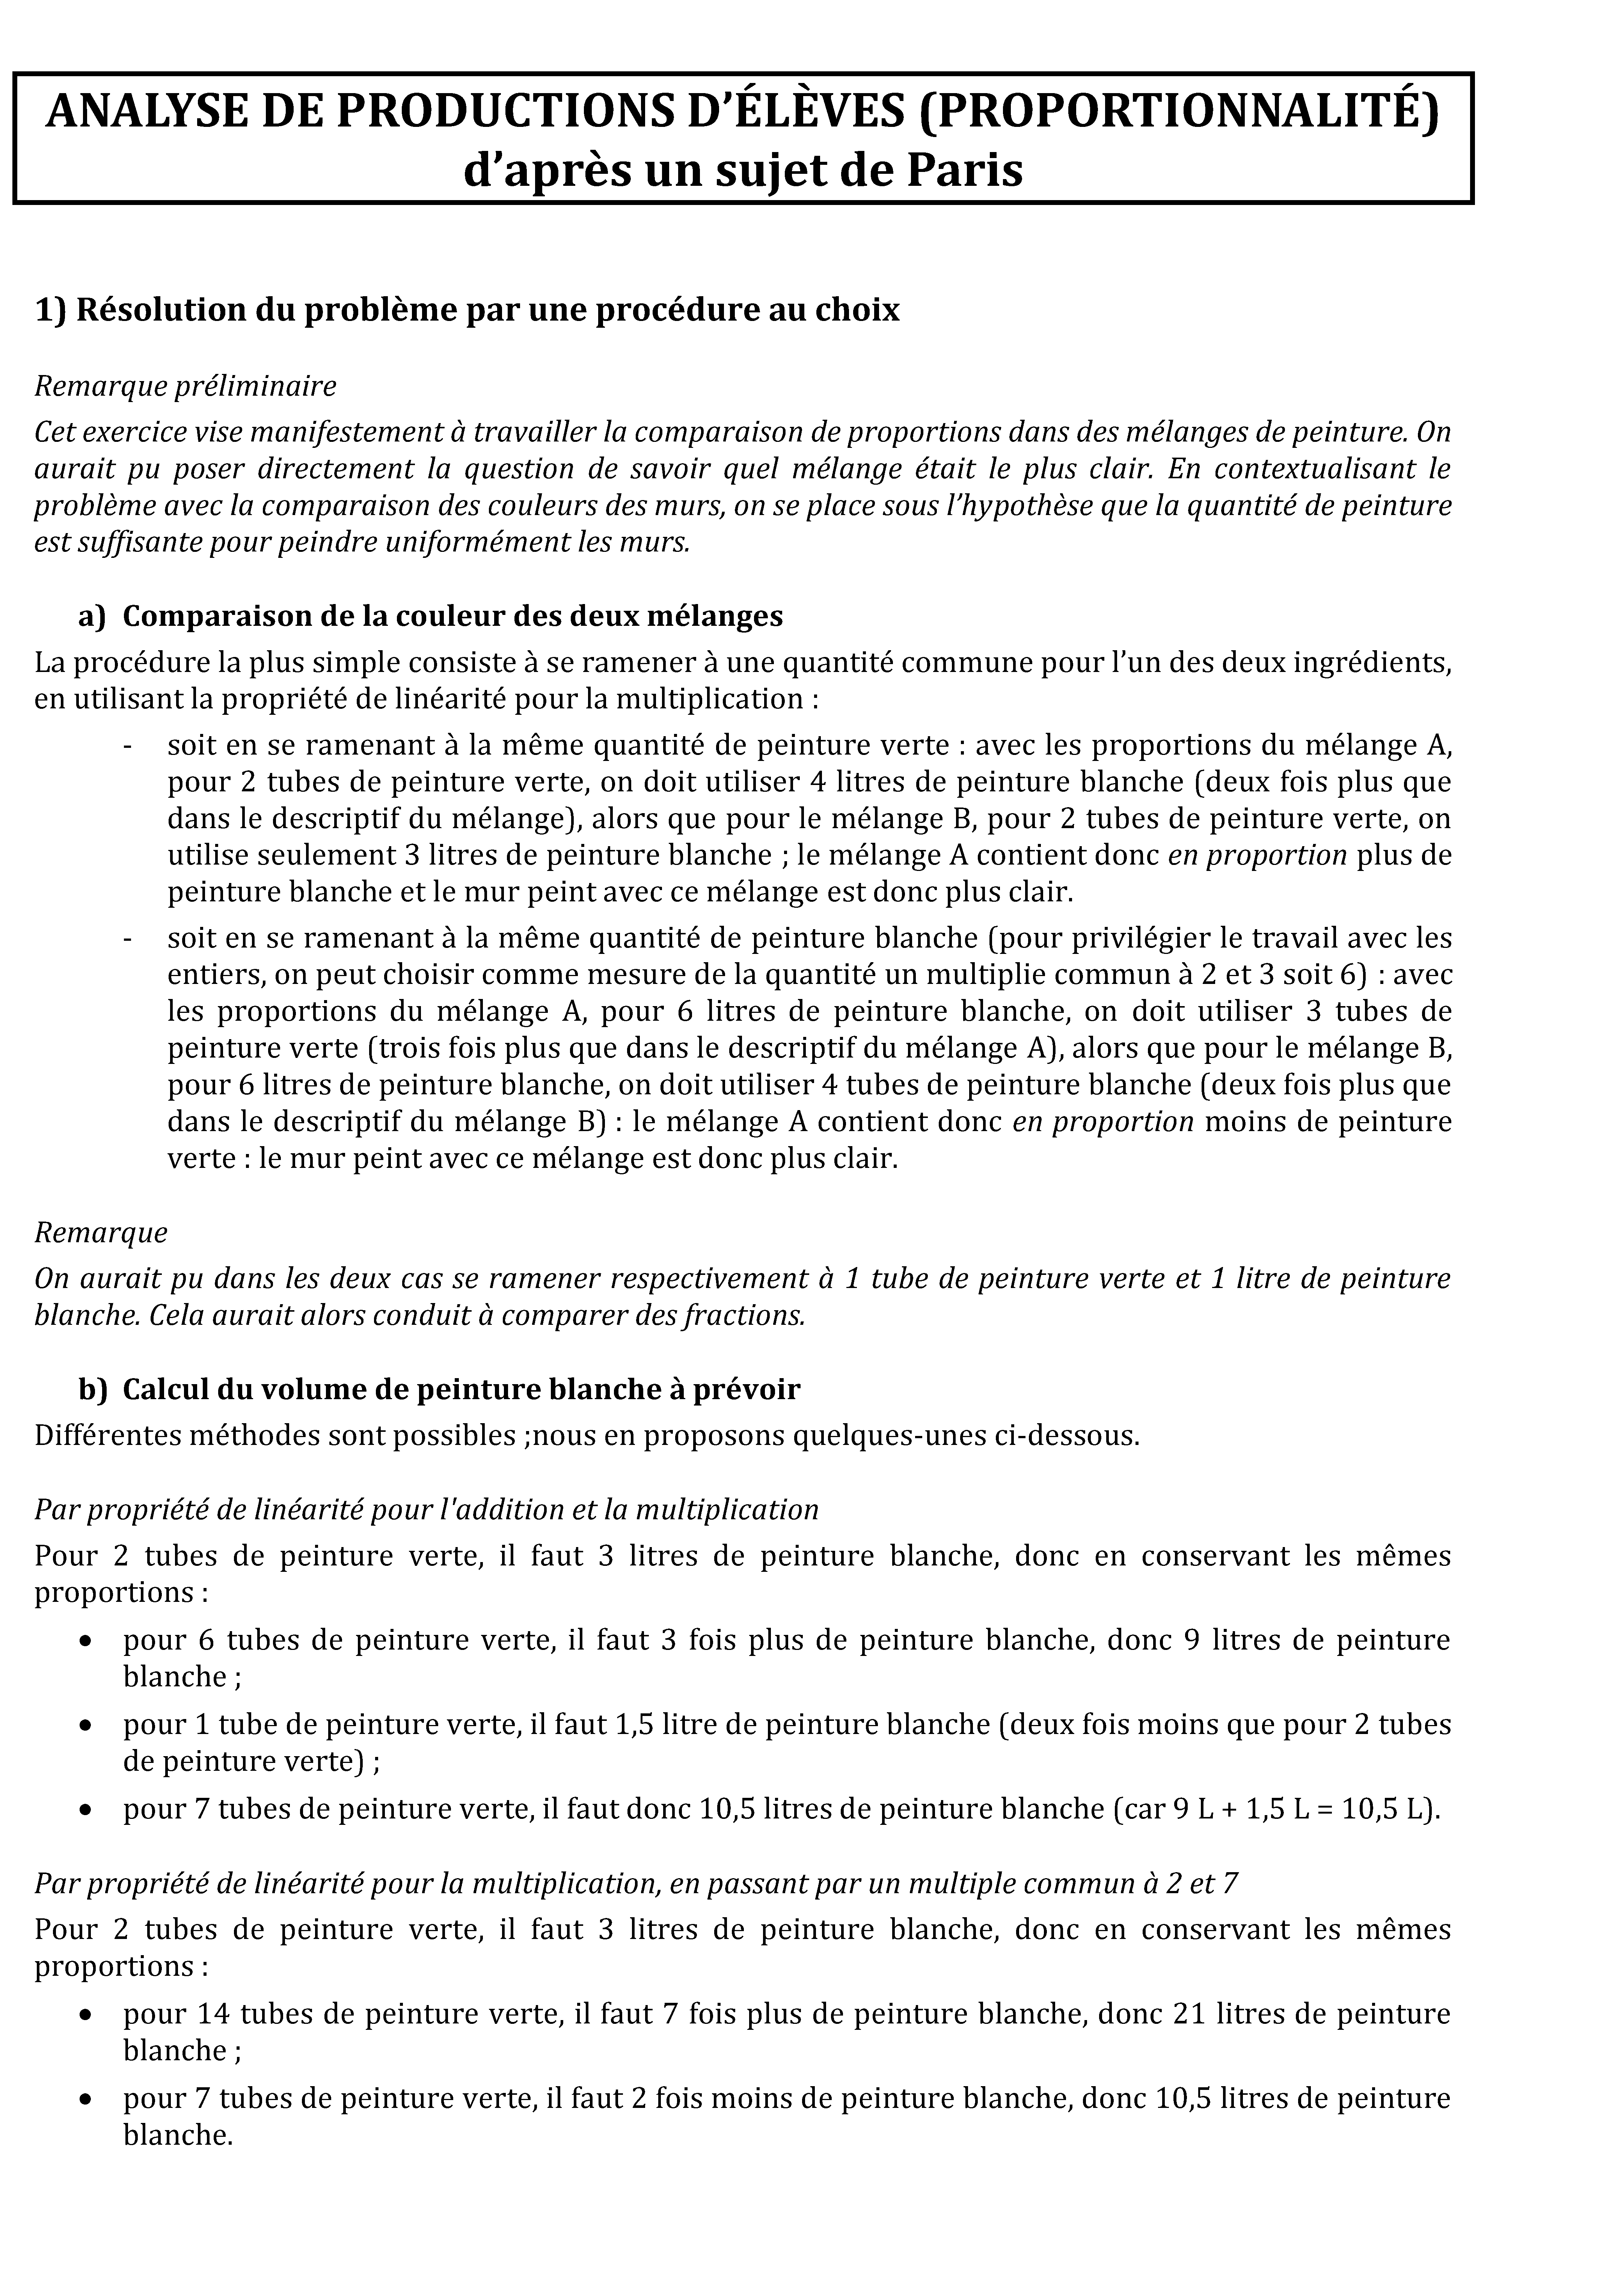 ANALYSE DE PRODUCTIONS D’ÉLÈVES (PROPORTIONNALITÉ)
d’après un sujet de Paris
1) Résolution du problème par une procédure au choix
Remarque préliminaire
Cet exercice vise manifestement à travailler la comparaison de proportions dans des mélanges de peinture. On
aurait pu poser directement la question de savoir quel mélange était le plus clair. En contextualisant le
problème avec la comparaison des couleurs des murs, on se place sous l’hypothèse que la quantité de peinture
est suffisante pour peindre uniformément les murs.
a) Comparaison de la couleur des deux mélanges
La procédure la plus simple consiste à se ramener à une quantité commune pour l’un des deux ingrédients,
en utilisant la propriété de linéarité pour la multiplication :
- soit en se ramenant à la même quantité de peinture verte : avec les proportions du mélange A,
pour 2 tubes de peinture verte, on doit utiliser 4 litres de peinture blanche (deux fois plus que
dans le descriptif du mélange), alors que pour le mélange B, pour 2 tubes de peinture verte, on
utilise seulement 3 litres de peinture blanche ; le mélange A contient donc en proportion plus de
peinture blanche et le mur peint avec ce mélange est donc plus clair.
- soit en se ramenant à la même quantité de peinture blanche (pour privilégier le travail avec les
entiers, on peut choisir comme mesure de la quantité un multiplie commun à 2 et 3 soit 6) : avec
les proportions du mélange A, pour 6 litres de peinture blanche, on doit utiliser 3 tubes de
peinture verte (trois fois plus que dans le descriptif du mélange A), alors que pour le mélange B,
pour 6 litres de peinture blanche, on doit utiliser 4 tubes de peinture blanche (deux fois plus que
dans le descriptif du mélange B) : le mélange A contient donc en proportion moins de peinture
verte : le mur peint avec ce mélange est donc plus clair.
Remarque
On aurait pu dans les deux cas se ramener respectivement à 1 tube de peinture verte et 1 litre de peinture
blanche. Cela aurait alors conduit à comparer des fractions.
b) Calcul du volume de peinture blanche à prévoir
Différentes méthodes sont possibles ;nous en proposons quelques-unes ci-dessous.
Par propriété de linéarité pour l'addition et la multiplication
Pour 2 tubes de peinture verte, il faut 3 litres de peinture blanche, donc en conservant les mêmes
proportions :
• pour 6 tubes de peinture verte, il faut 3 fois plus de peinture blanche, donc 9 litres de peinture
blanche ;
• pour 1 tube de peinture verte, il faut 1,5 litre de peinture blanche (deux fois moins que pour 2 tubes
de peinture verte) ;
• pour 7 tubes de peinture verte, il faut donc 10,5 litres de peinture blanche (car 9 L + 1,5 L = 10,5 L).
Par propriété de linéarité pour la multiplication, en passant par un multiple commun à 2 et 7
Pour 2 tubes de peinture verte, il faut 3 litres de peinture blanche, donc en conservant les mêmes
proportions :
• pour 14 tubes de peinture verte, il faut 7 fois plus de peinture blanche, donc 21 litres de peinture
blanche ;
• pour 7 tubes de peinture verte, il faut 2 fois moins de peinture blanche, donc 10,5 litres de peinture
blanche.